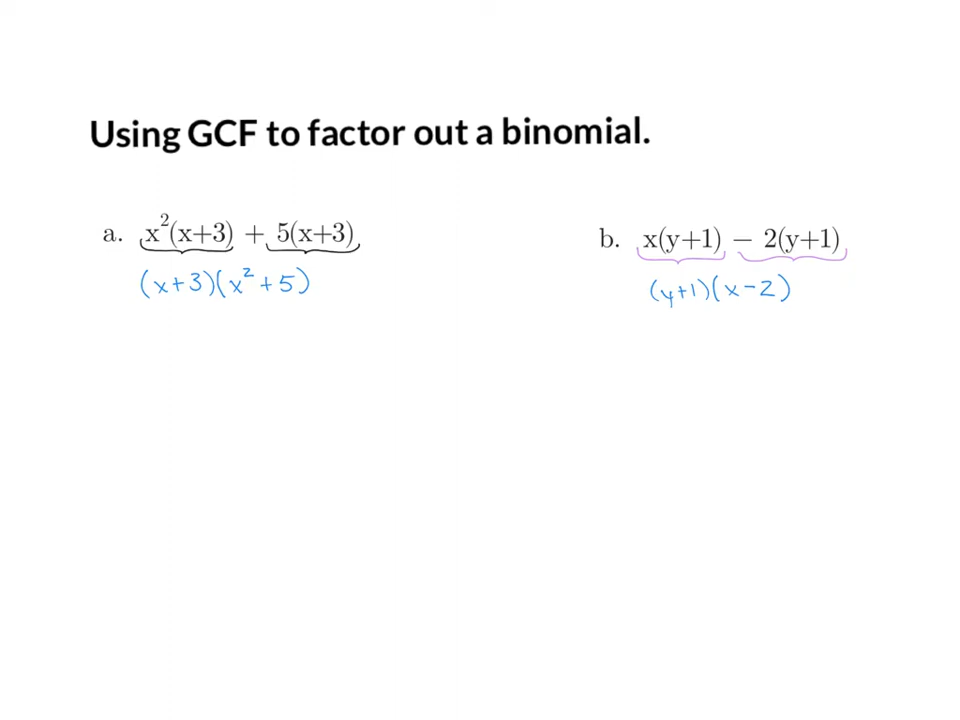 Using GCF to factor out a binomial.
a. x²(x+3) + 5(x+3)
(x+3)(x²+5)
b. x(y+1) − 2(y+1)
(y+1)(x−2)